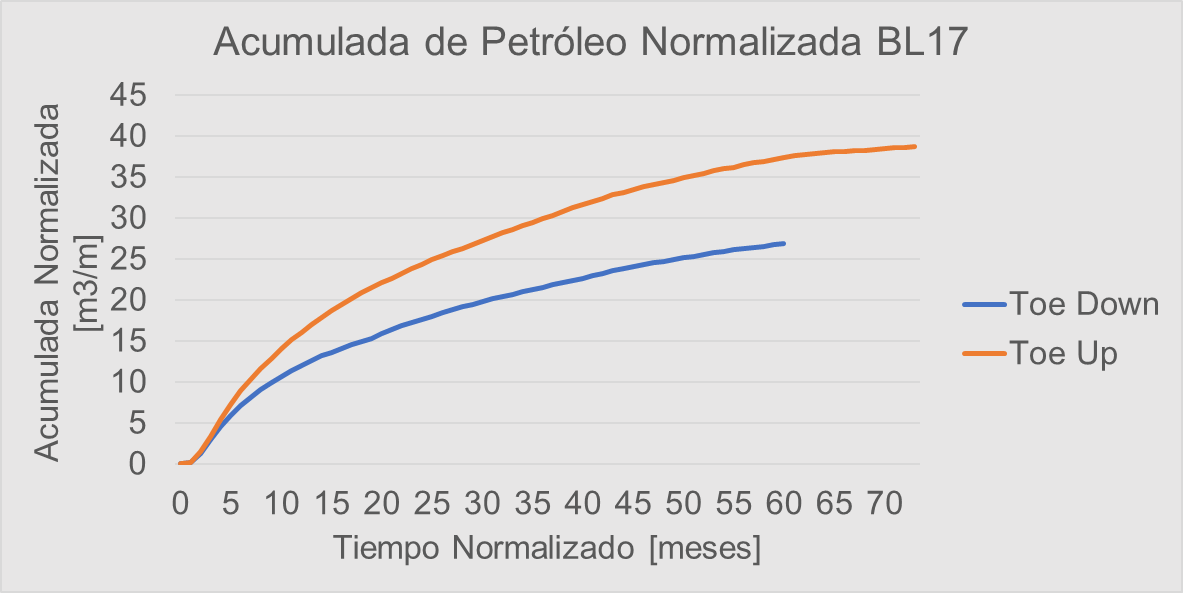 Acumulada de Petróleo Normalizada BL17
Acumulada Normalizada
[m3/m]
45
40
35
30
25
20
15
10
5
0
0 5 10 15 20 25 30 35 40 45 50 55 60 65 70
Tiempo Normalizado [meses]
Toe Down
Toe Up